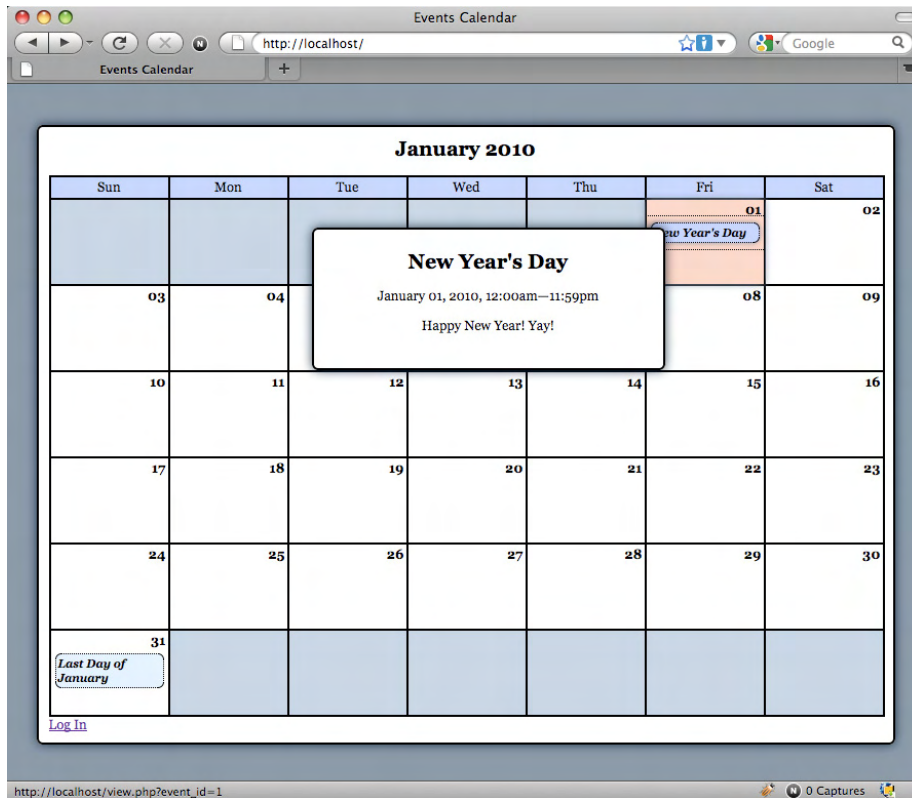 Events Calendar
http://localhost/
Google
Events Calendar
+
January 2010
Sun Mon Tue Wed Thu Fri Sat
01 02
ew Year's Day
New Year's Day
January 01, 2010, 12:00am—11:59pm
Happy New Year! Yay!
03 04 08 09
10 11 12 13 14 15 16
17 18 19 20 21 22 23
24 25 26 27 28 29 30
31
Last Day of
January
Log In
http://localhost/view.php?event_id=1
N 0 Captures